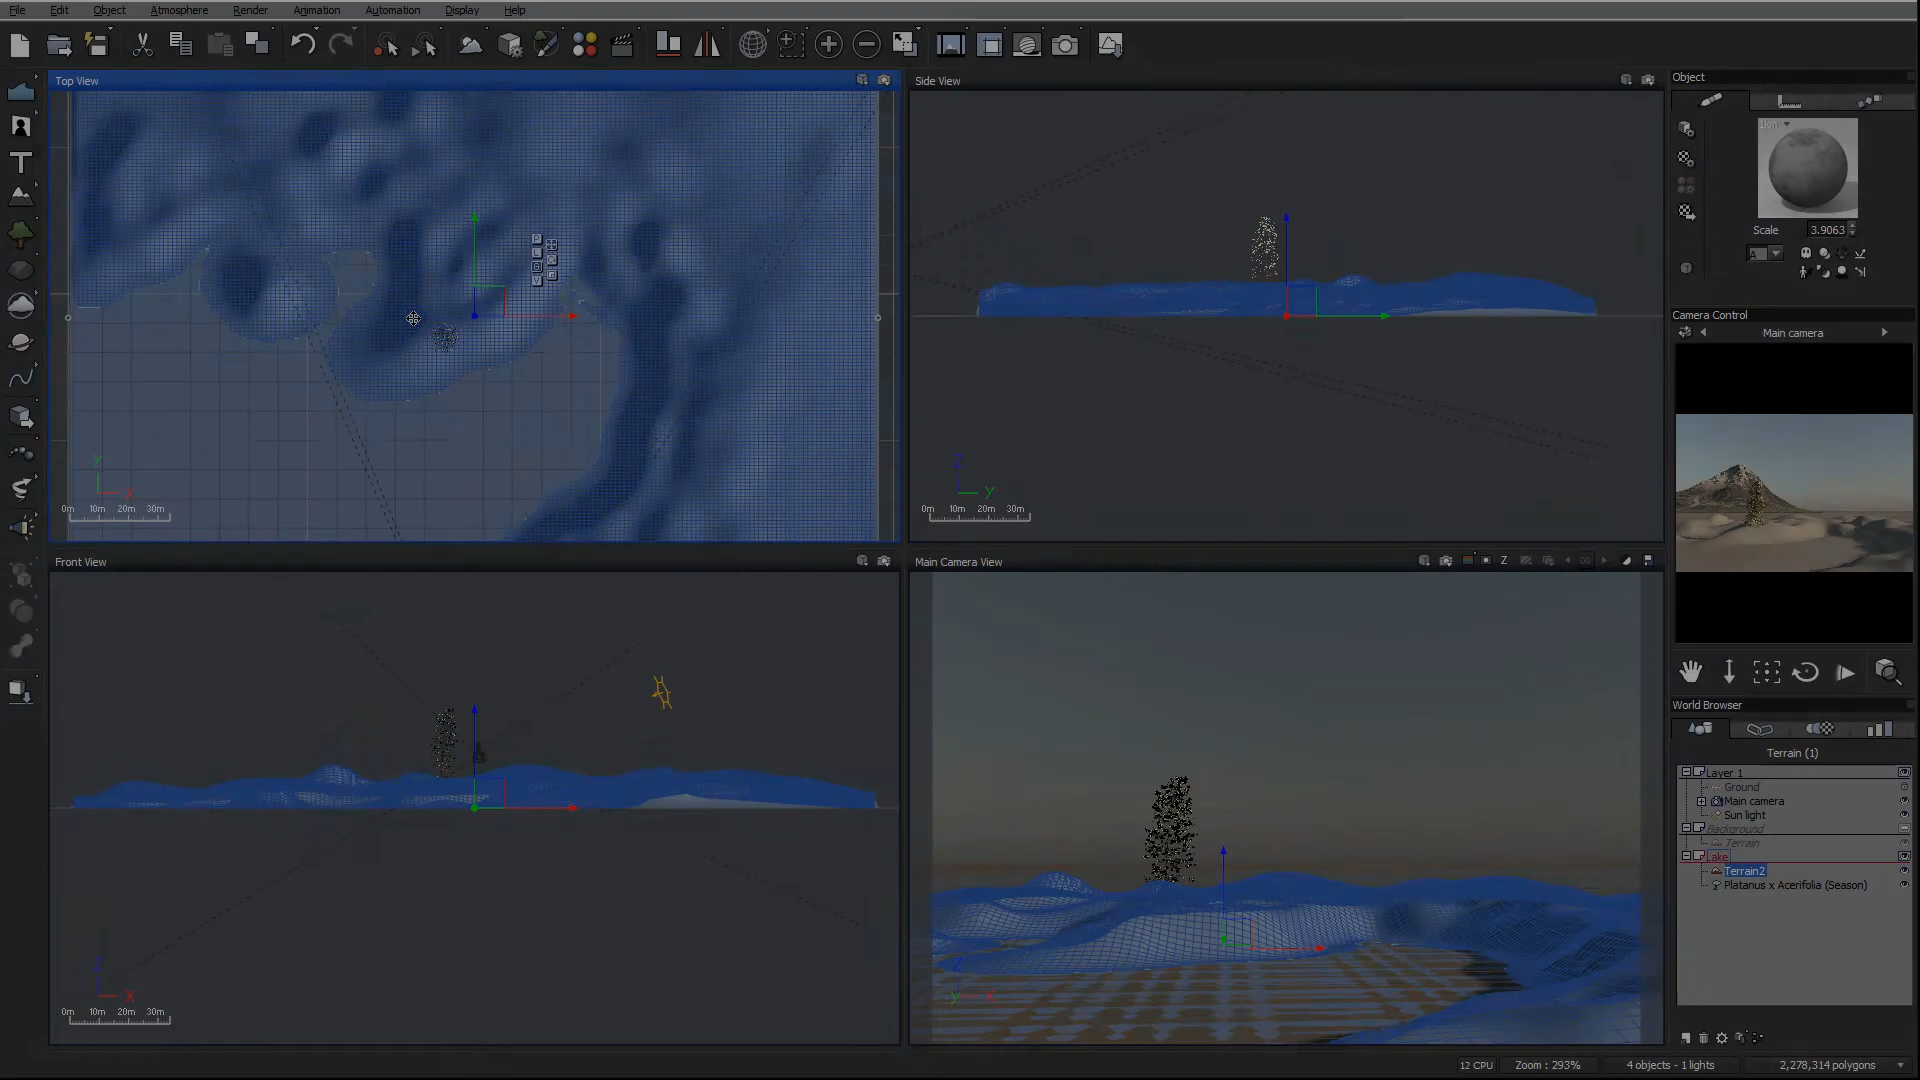 File Edit Object Atmosphere Render Animation Automation Display Help
Top View
Side View
Object
1km
Scale 3.9063
A
P
L
G
V
Y
X
0m 10m 20m 30m
Z
Y
0m 10m 20m 30m
Camera Control
Main camera
Front View
Main Camera View
Z
Z
X
0m 10m 20m 30m
Z
Y X
World Browser
Terrain (1)
Layer 1
Ground
Main camera
Sun light
Background
Terrain
Lake
Terrain2
Platanus x Acerifolia (Season)
12 CPU Zoom : 293% 4 objects - 1 lights 2,278,314 polygons